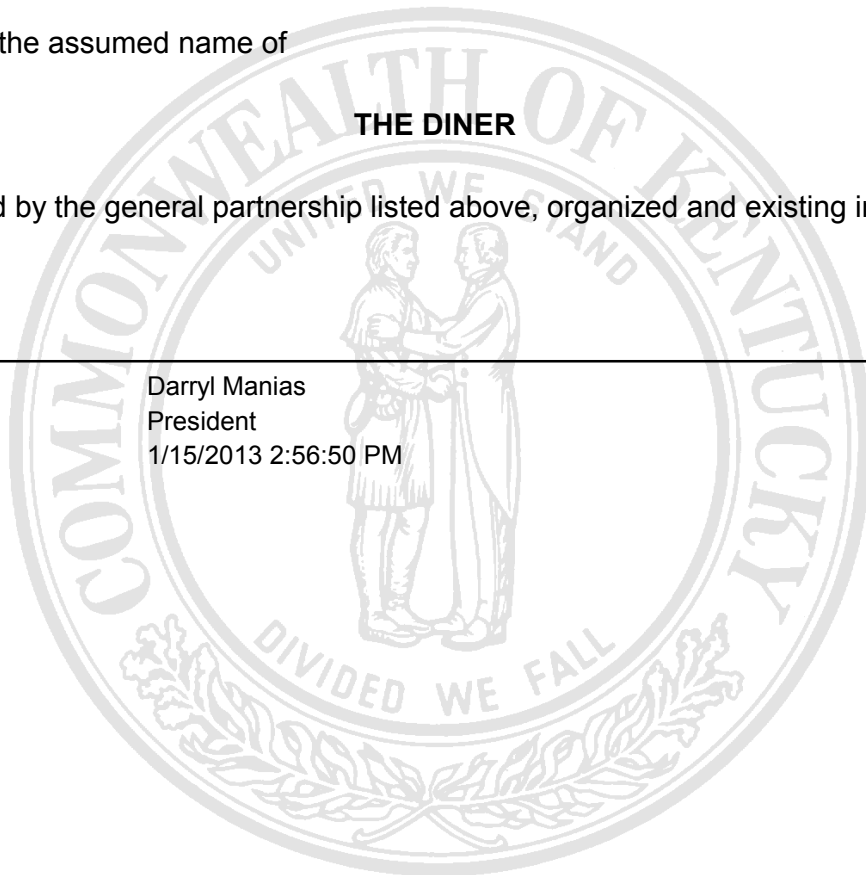 the assumed name of
THE DINER
by the general partnership listed above, organized and existing
Darryl Manias
President
1/15/2013 2:56:50 PM
COMMONWEALTH OF KENTUCKY
UNITED WE STAND
DIVIDED WE FALL